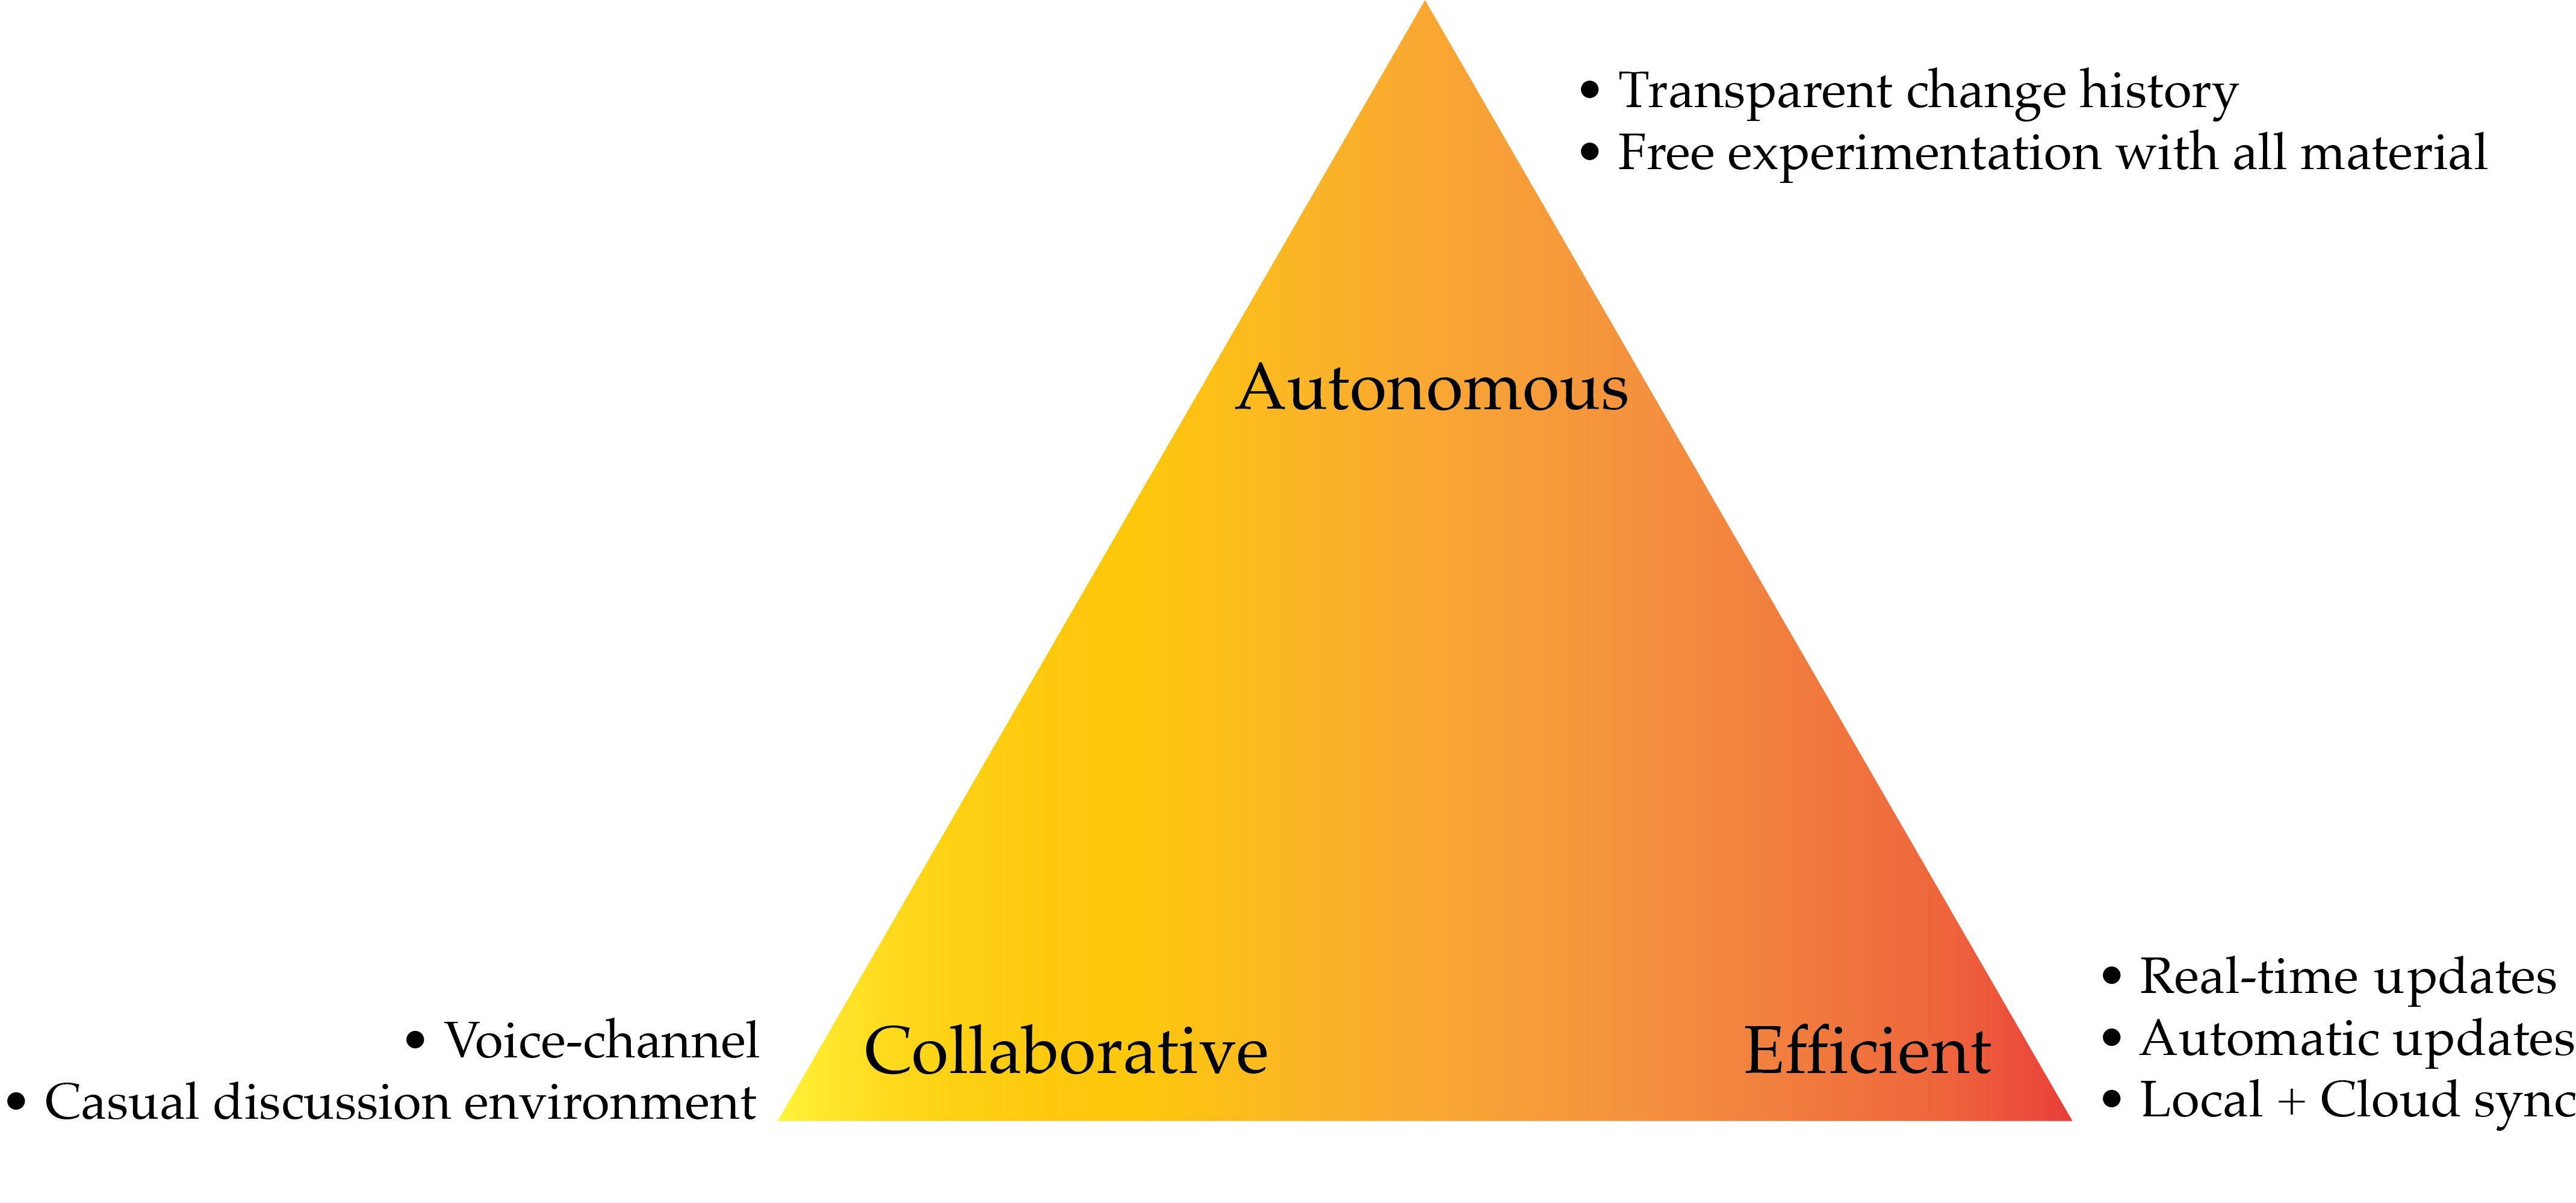 • Transparent change history
• Free experimentation with all material
Autonomous
• Voice-channel
• Casual discussion environment
Collaborative
Efficient
• Real-time updates
• Automatic updates
• Local + Cloud sync